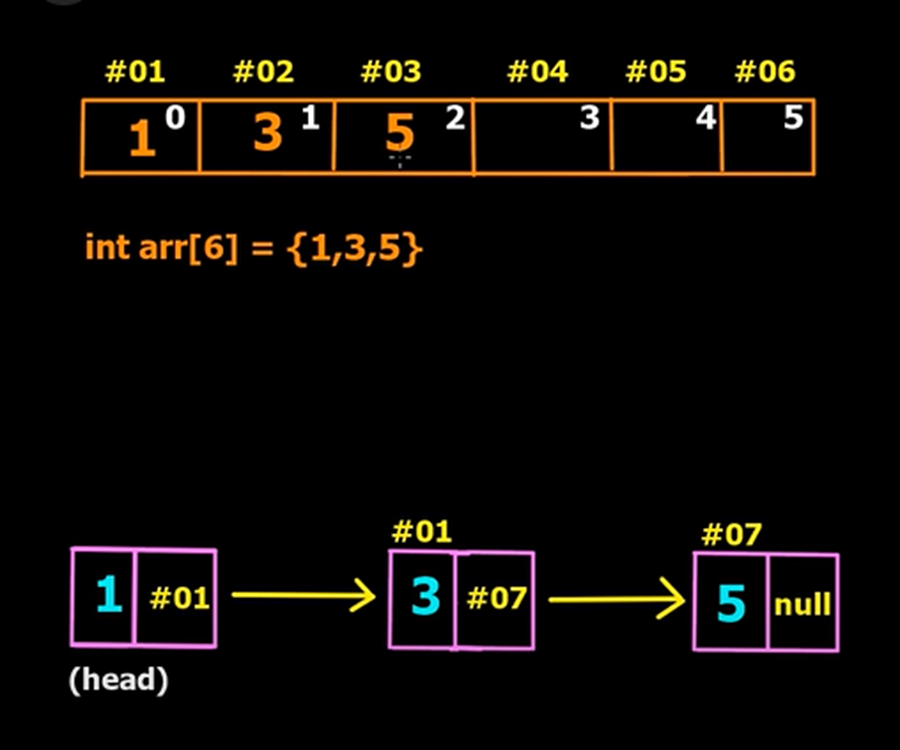 #01 #02 #03 #04 #05 #06
1 0 3 1 5 2 3 4 5
int arr[6] = {1,3,5}
#01 #07
1 #01 3 #07 5 null
(head)